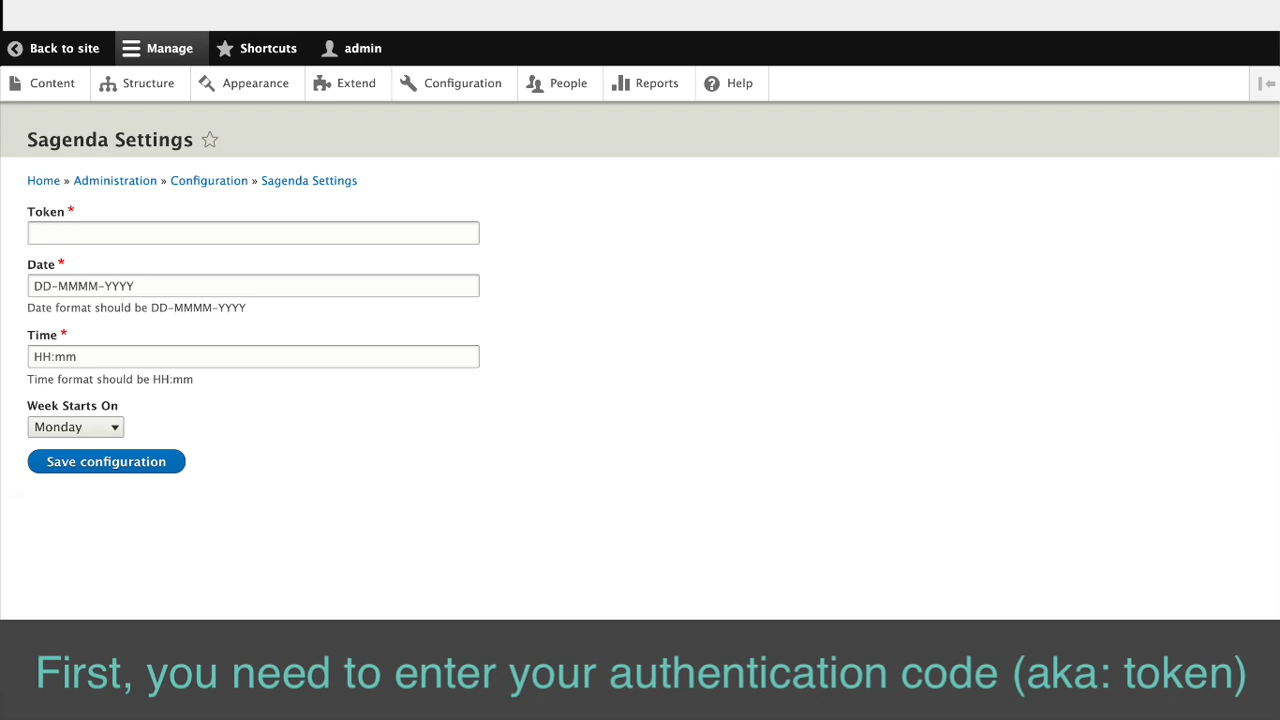 Back to site Manage Shortcuts admin
Content Structure Appearance Extend Configuration People Reports Help
Sagenda Settings
Home » Administration » Configuration » Sagenda Settings
Token *
Date *
DD-MMMM-YYYY
Date format should be DD-MMMM-YYYY
Time *
HH:mm
Time format should be HH:mm
Week Starts On
Monday
Save configuration
First, you need to enter your authentication code (aka: token)